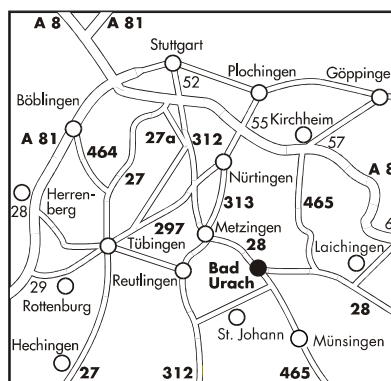 A 8
A 81
Stuttgart
52
Plochingen
Göppinge
Böblingen
A 81
464
27a
312
55
Kirchheim
57
A 8
27
Nürtingen
28
Herren-
berg
313
465
297
Metzingen
Tübingen
28
Laichingen
29
Reutlingen
Bad
Urach
Rottenburg
28
St. Johann
Münsingen
Hechingen
27
312
465